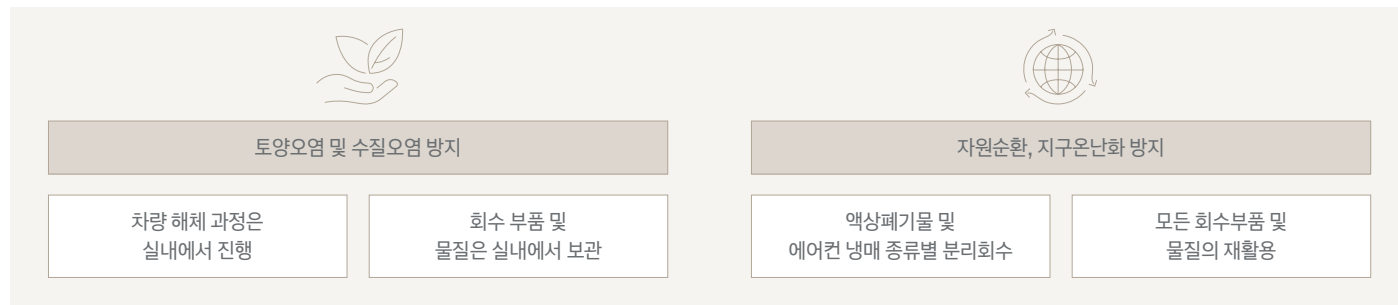 토양오염 및 수질오염 방지
차량 해체 과정은
실내에서 진행
회수 부품 및
물질은 실내에서 보관
자원순환, 지구온난화 방지
액상폐기물 및
에어컨 냉매 종류별 분리회수
모든 회수부품 및
물질의 재활용